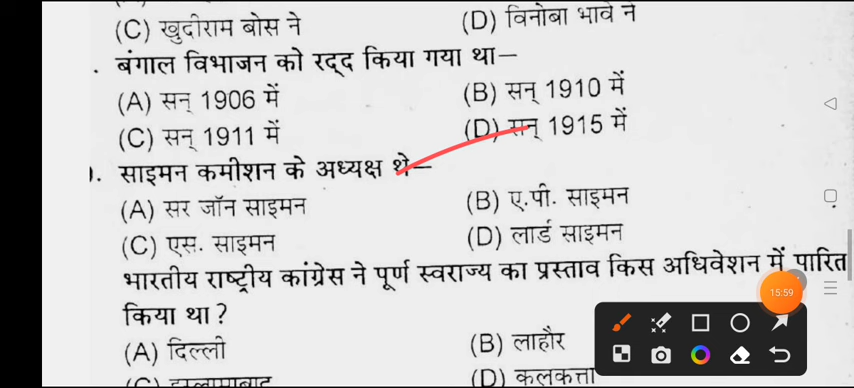 (C) खुदीराम बोस ने (D) विनोबा भावे ने
. बंगाल विभाजन को रद्द किया गया था—
(A) सन् 1906 में (B) सन् 1910 में
(C) सन् 1911 में (D) सन् 1915 में
). साइमन कमीशन के अध्यक्ष थे—
(A) सर जॉन साइमन (B) ए.पी. साइमन
(C) एस. साइमन (D) लार्ड साइमन
भारतीय राष्ट्रीय कांग्रेस ने पूर्ण स्वराज्य का प्रस्ताव किस अधिवेशन में पारित
15:59
किया था ?
(A) दिल्ली (B) लाहौर
(D) कलकत्ता